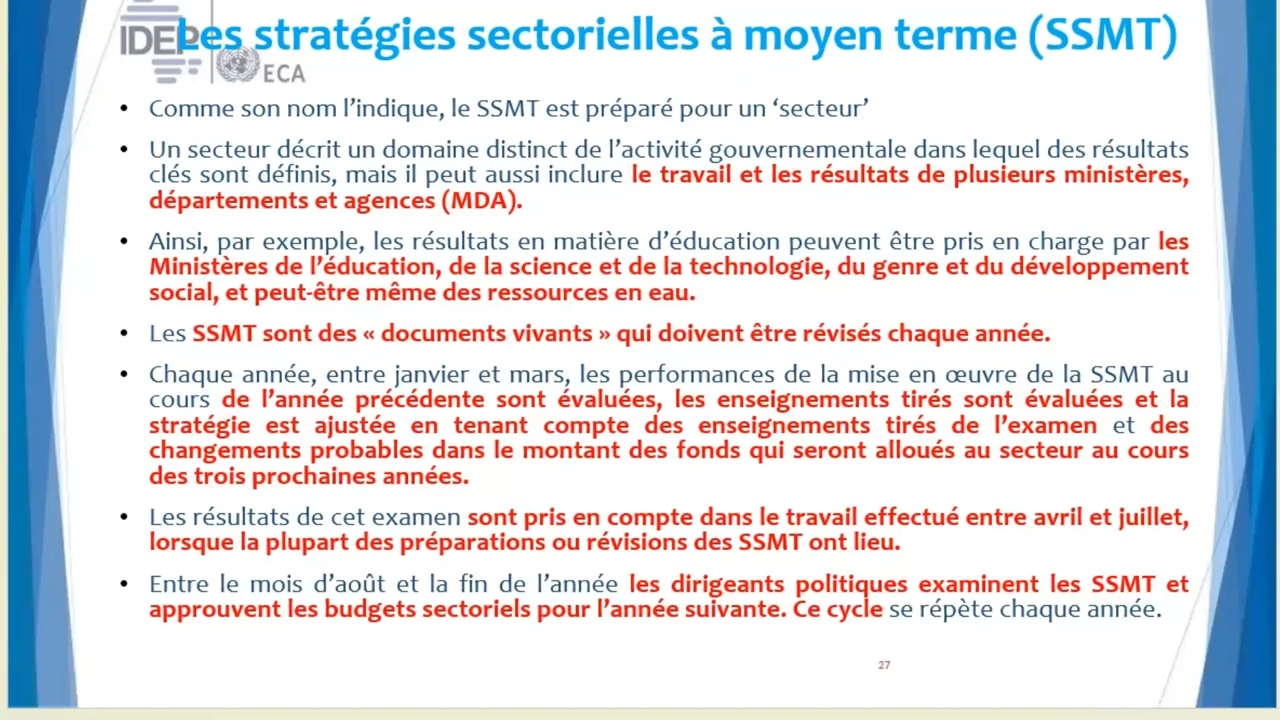 IDEP
ECA
Les stratégies sectorielles à moyen terme (SSMT)
• Comme son nom l’indique, le SSMT est préparé pour un ‘secteur’
• Un secteur décrit un domaine distinct de l’activité gouvernementale dans lequel des résultats
clés sont définis, mais il peut aussi inclure le travail et les résultats de plusieurs ministères,
départements et agences (MDA).
• Ainsi, par exemple, les résultats en matière d’éducation peuvent être pris en charge par les
Ministères de l’éducation, de la science et de la technologie, du genre et du développement
social, et peut-être même des ressources en eau.
• Les SSMT sont des « documents vivants » qui doivent être révisés chaque année.
• Chaque année, entre janvier et mars, les performances de la mise en œuvre de la SSMT au
cours de l’année précédente sont évaluées, les enseignements tirés sont évaluées et la
stratégie est ajustée en tenant compte des enseignements tirés de l’examen et des
changements probables dans le montant des fonds qui seront alloués au secteur au cours
des trois prochaines années.
• Les résultats de cet examen sont pris en compte dans le travail effectué entre avril et juillet,
lorsque la plupart des préparations ou révisions des SSMT ont lieu.
• Entre le mois d’août et la fin de l’année les dirigeants politiques examinent les SSMT et
approuvent les budgets sectoriels pour l’année suivante. Ce cycle se répète chaque année.
27